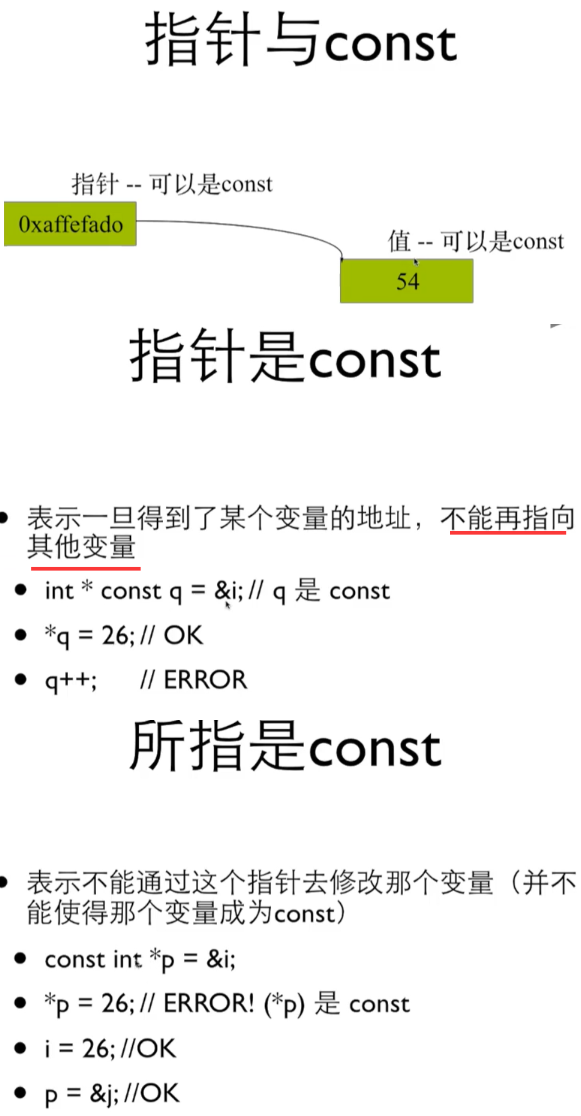 指针与const
指针 -- 可以是const
0xaffefado
值 -- 可以是const
54
指针是const
表示一旦得到了某个变量的地址，不能再指向
其他变量
int * const q = &i; // q 是 const
*q = 26; // OK
q++; // ERROR
所指是const
表示不能通过这个指针去修改那个变量（并不
能使得那个变量成为const）
const int *p = &i;
*p = 26; // ERROR! (*p) 是 const
i = 26; //OK
p = &j; //OK